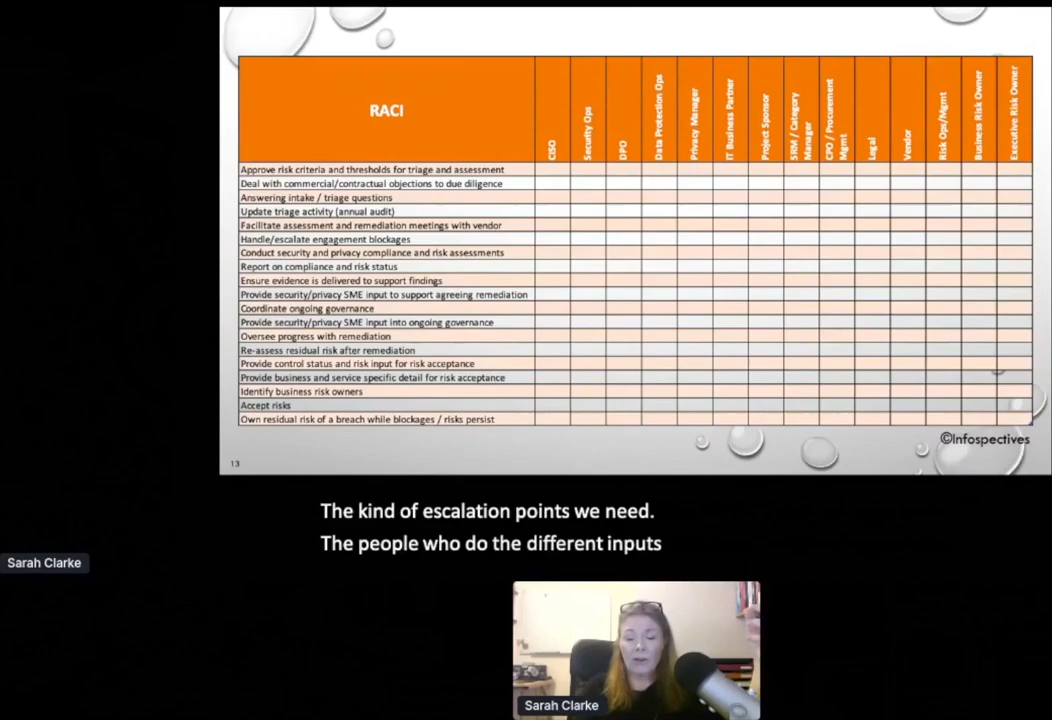 RACI
CISO
Security Ops
DPO
Data Protection Ops
Privacy Manager
IT Business Partner
Project Sponsor
SRM / Category
Manager
CPO / Procurement
Mgmt
Legal
Vendor
Risk Ops/Mgmt
Business Risk Owner
Executive Risk Owner
Approve risk criteria and thresholds for triage and assessment
Deal with commercial/contractual objections to due diligence
Answering intake / triage questions
Update triage activity (annual audit)
Facilitate assessment and remediation meetings with vendor
Handle/escalate engagement blockages
Conduct security and privacy compliance and risk assessments
Report on compliance and risk status
Ensure evidence is delivered to support findings
Provide security/privacy SME input to support agreeing remediation
Coordinate ongoing governance
Provide security/privacy SME input into ongoing governance
Oversee progress with remediation
Re-assess residual risk after remediation
Provide control status and risk input for risk acceptance
Provide business and service specific detail for risk acceptance
Identify business risk owners
Accept risks
Own residual risk of a breach while blockages / risks persist
©Infospectives
13
The kind of escalation points we need.
The people who do the different inputs
Sarah Clarke
Sarah Clarke